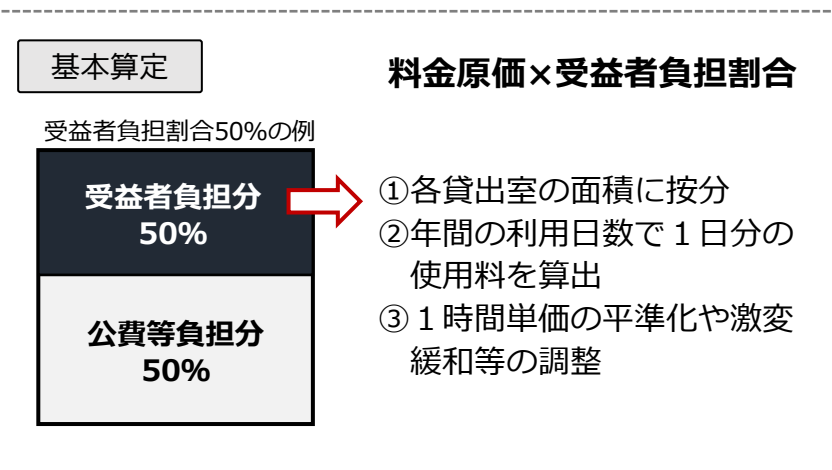 基本算定
料金原価×受益者負担割合
受益者負担割合50%の例
受益者負担分
50%
公費等負担分
50%
①各貸出室の面積に按分
②年間の利用日数で１日分の
使用料を算出
③１時間単価の平準化や激変
緩和等の調整